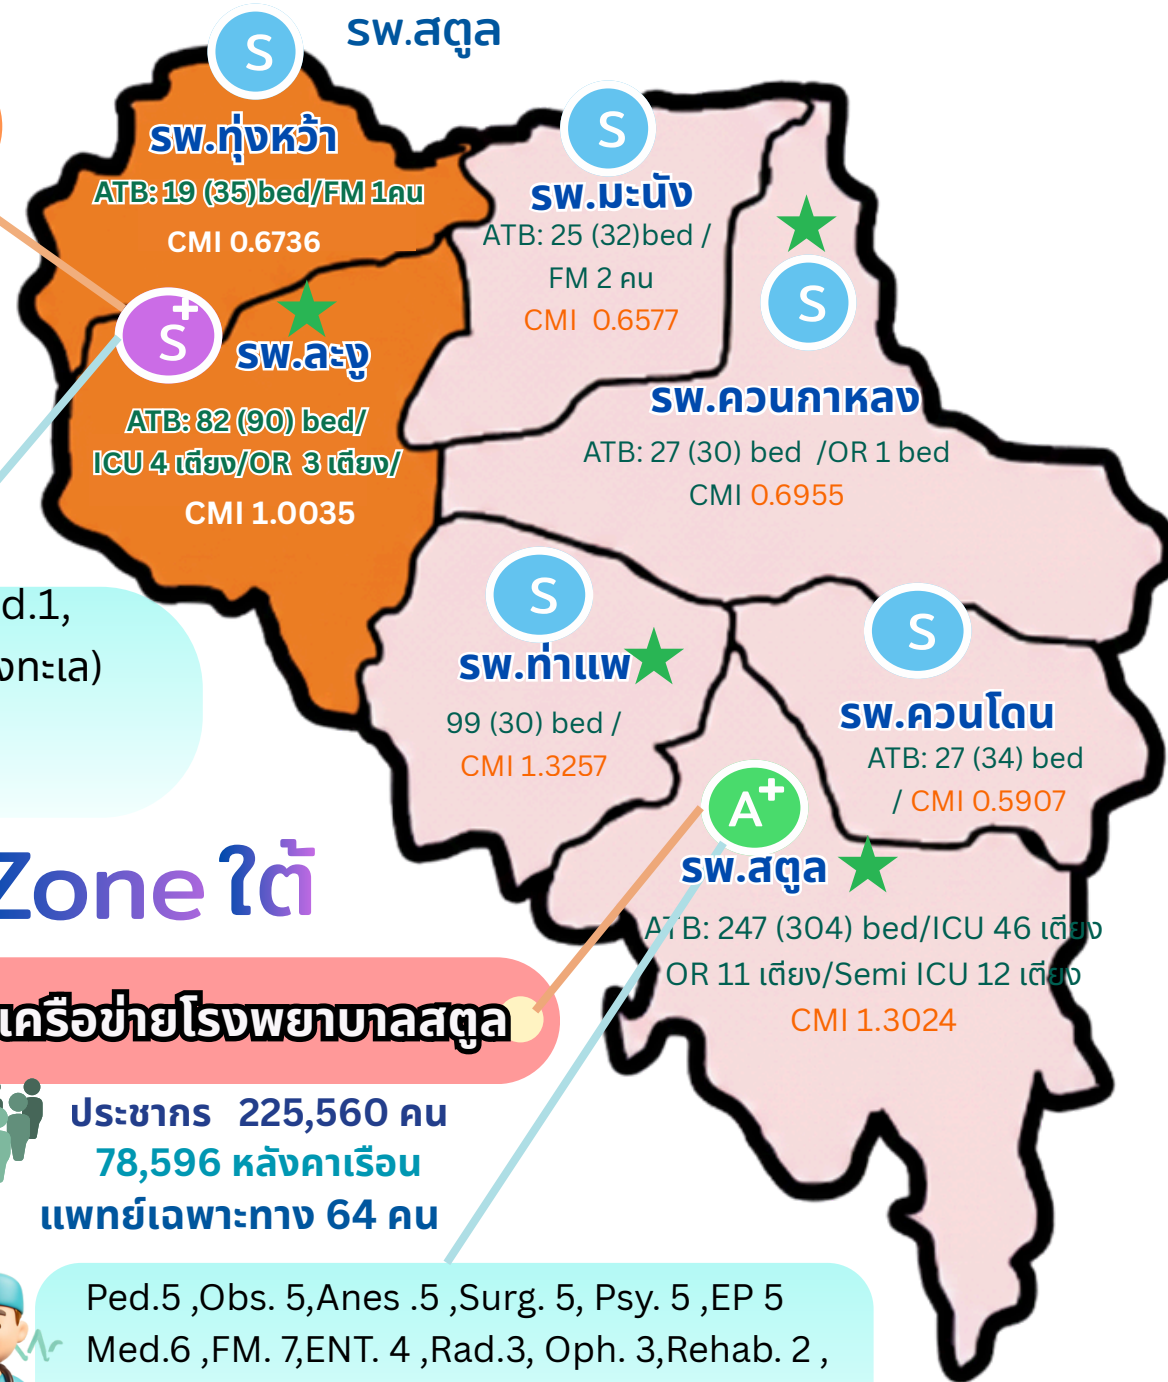 รพ.สตูล
S
รพ.ทุ่งหว้า
ATB: 19 (35)bed/FM 1คน
CMI 0.6736
S
รพ.มะนัง
ATB: 25 (32)bed /
FM 2 คน
CMI 0.6577
S
รพ.ควนกาหลง
ATB: 27 (30) bed /OR 1 bed
CMI 0.6955
S+
รพ.ละงู
ATB: 82 (90) bed/
ICU 4 เตียง/OR 3 เตียง/
CMI 1.0035
S
รพ.ท่าแพ
99 (30) bed /
CMI 1.3257
S
รพ.ควนโดน
ATB: 27 (34) bed
/ CMI 0.5907
A+
รพ.สตูล
ATB: 247 (304) bed/ICU 46 เตียง
OR 11 เตียง/Semi ICU 12 เตียง
CMI 1.3024
d.1,
งทะเล)
Zone ใต้
เครือข่ายโรงพยาบาลสตูล
ประชากร 225,560 คน
78,596 หลังคาเรือน
แพทย์เฉพาะทาง 64 คน
Ped.5 ,Obs. 5,Anes .5 ,Surg. 5, Psy. 5 ,EP 5
Med.6 ,FM. 7,ENT. 4 ,Rad.3, Oph. 3,Rehab. 2 ,